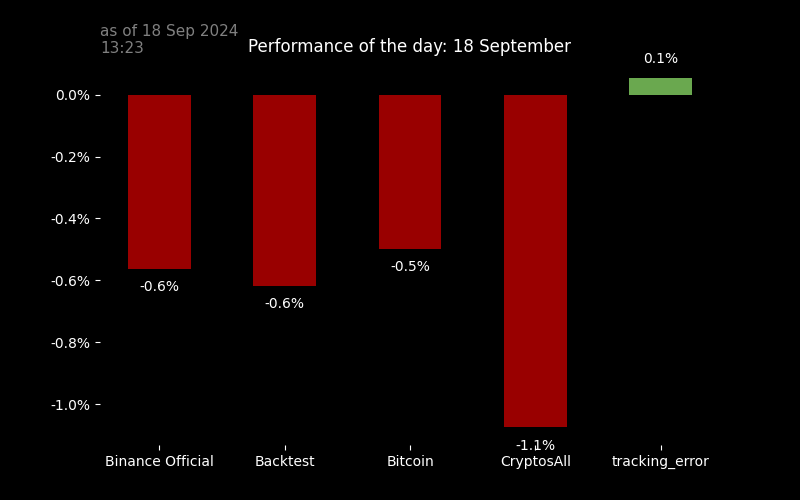 as of 18 Sep 2024
13:23
Performance of the day: 18 September
0.1%
0.0%
-0.2%
-0.4%
-0.6%
-0.8%
-1.0%
-0.6%
-0.6%
-0.5%
-1.1%
Binance Official
Backtest
Bitcoin
CryptosAll
tracking_error